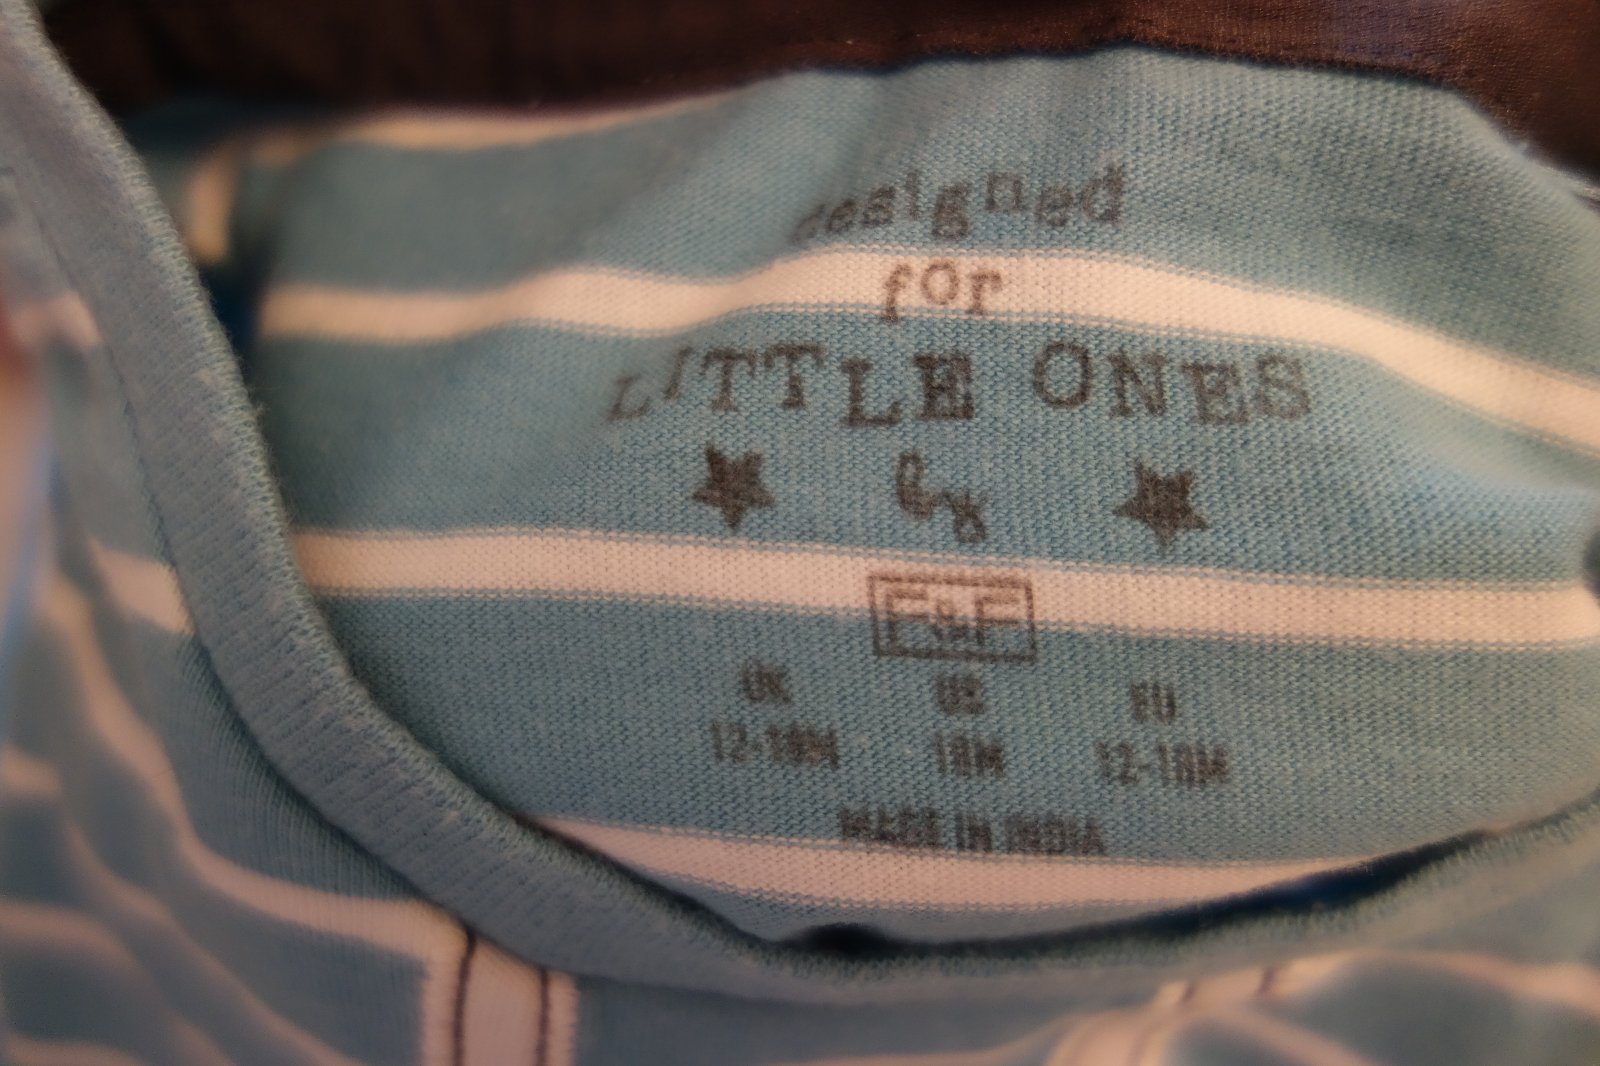 designed
for
LITTLE ONES
by
F&F
UK US EU
12-18M 18M 12-18M
MADE IN INDIA